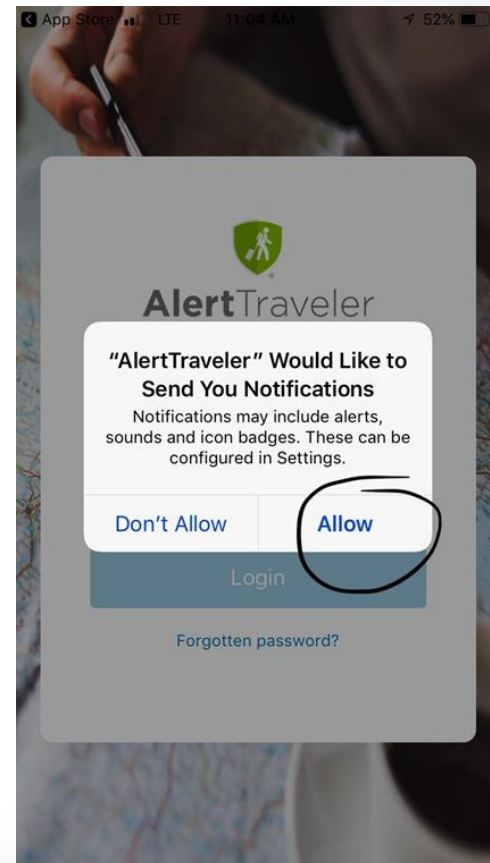 App Store LTE 11:04 AM 52%
AlertTraveler
“AlertTraveler” Would Like to
Send You Notifications
Notifications may include alerts,
sounds and icon badges. These can be
configured in Settings.
Don’t Allow Allow
Login
Forgotten password?